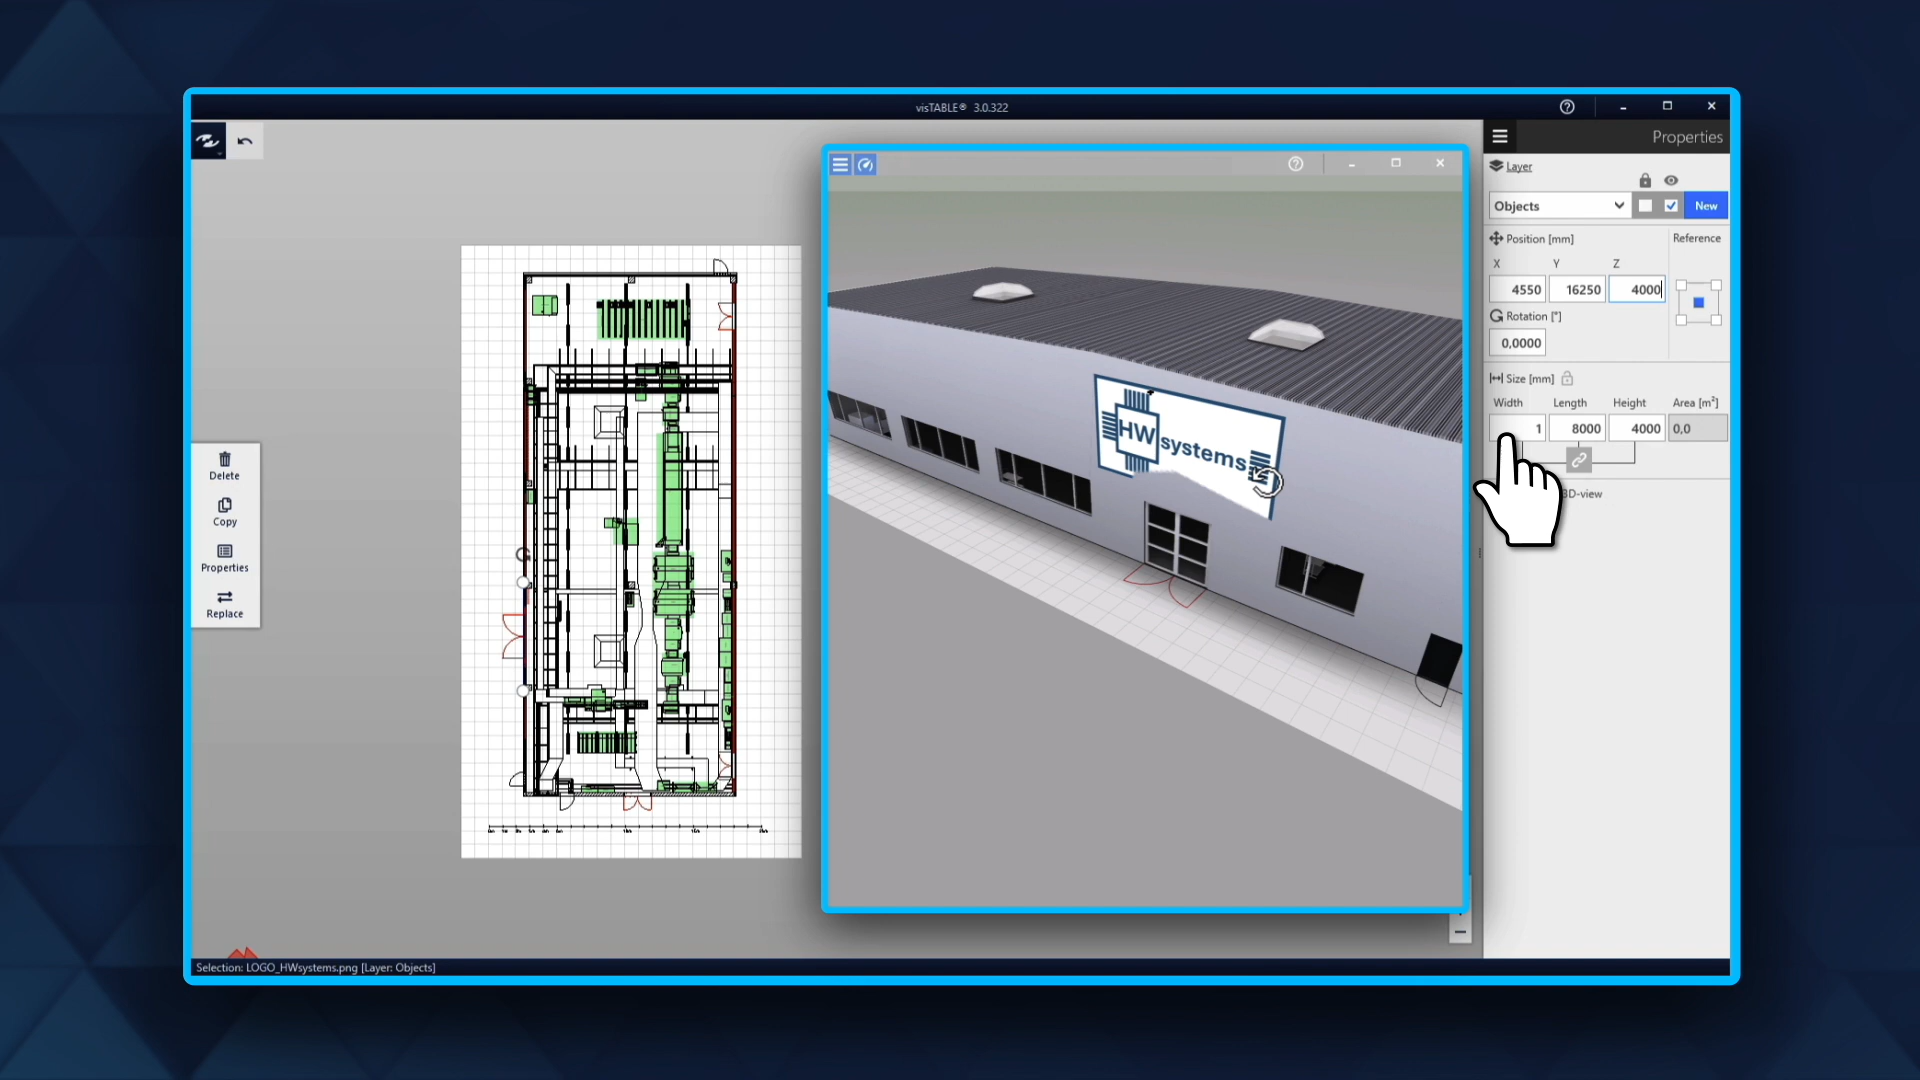 visTABLE® 3.0.322
Properties
Layer
Objects
New
Position [mm]
Reference
X
Y
Z
4550
16250
4000
Rotation [°]
0,0000
Size [mm]
Width
Length
Height
Area [m²]
1
8000
4000
0,0
3D-view
Delete
Copy
Properties
Replace
HW
systems
Selection: LOGO_HWsystems.png [Layer: Objects]